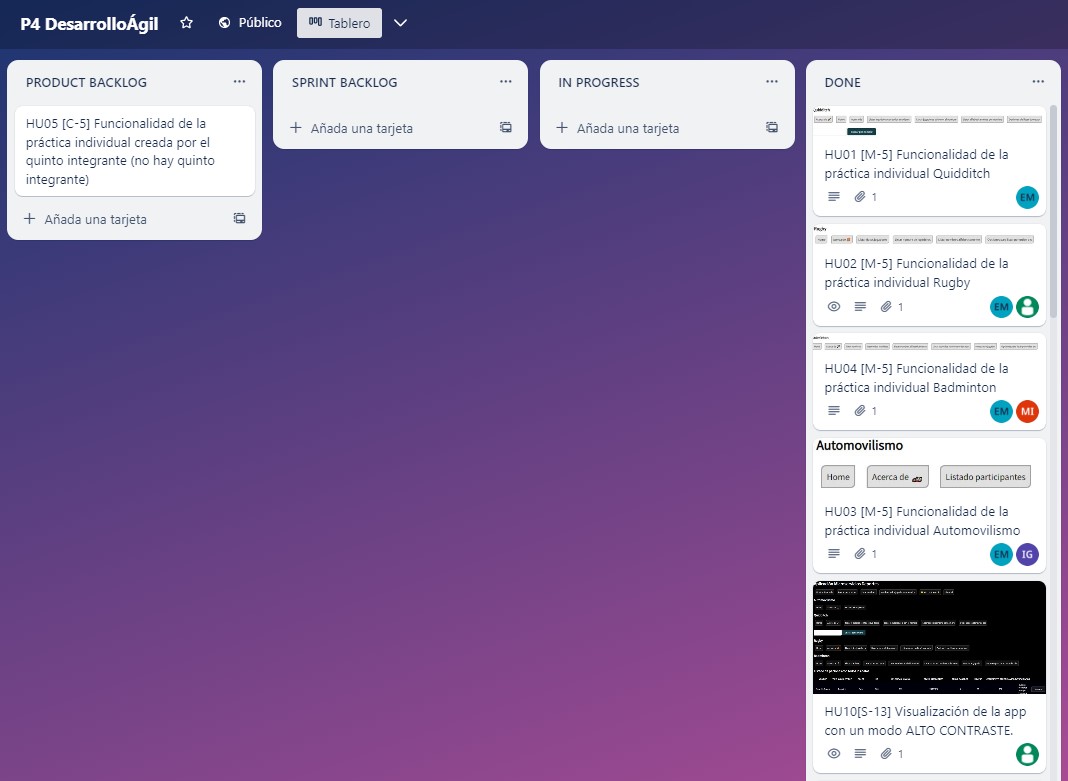 P4 DesarrolloÁgil
Público
Tablero
PRODUCT BACKLOG
HU05 [C-5] Funcionalidad de la
práctica individual creada por el
quinto integrante (no hay quinto
integrante)
Añada una tarjeta
SPRINT BACKLOG
Añada una tarjeta
IN PROGRESS
Añada una tarjeta
DONE
Quidditch
HU01 [M-5] Funcionalidad de la
práctica individual Quidditch
1
EM
Rugby
HU02 [M-5] Funcionalidad de la
práctica individual Rugby
1
EM
HU04 [M-5] Funcionalidad de la
práctica individual Badminton
1
EM MI
Automovilismo
Home Acerca de Listado participantes
HU03 [M-5] Funcionalidad de la
práctica individual Automovilismo
1
EM IG
Aplicación Microservicios Deportes
HU10[S-13] Visualización de la app
con un modo ALTO CONTRASTE.
1